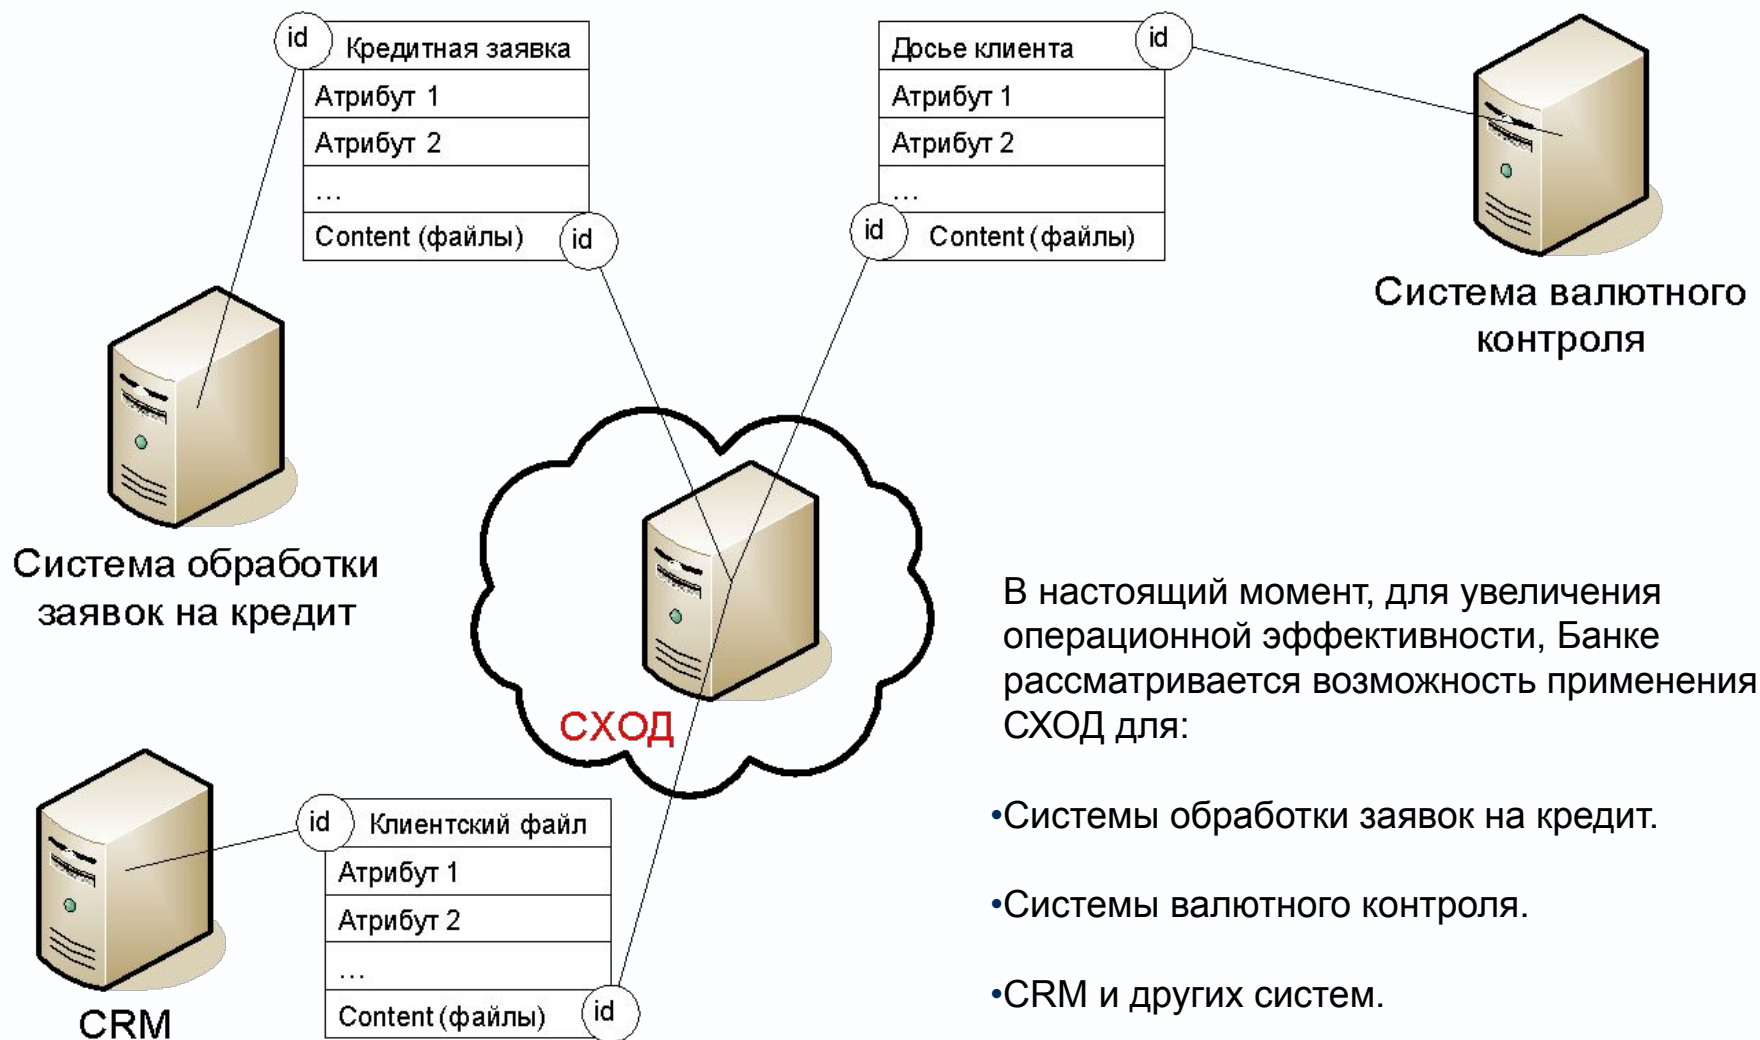 id
Кредитная заявка
Атрибут 1
Атрибут 2
...
Content (файлы)
id
Досье клиента
id
Атрибут 1
Атрибут 2
...
id
Content (файлы)
Система валютного
контроля
Система обработки
заявок на кредит
СХОД
В настоящий момент, для увеличения
операционной эффективности, Банке
рассматривается возможность применения
СХОД для:
•Системы обработки заявок на кредит.
•Системы валютного контроля.
•CRM и других систем.
id
Клиентский файл
Атрибут 1
Атрибут 2
...
Content (файлы)
id
CRM